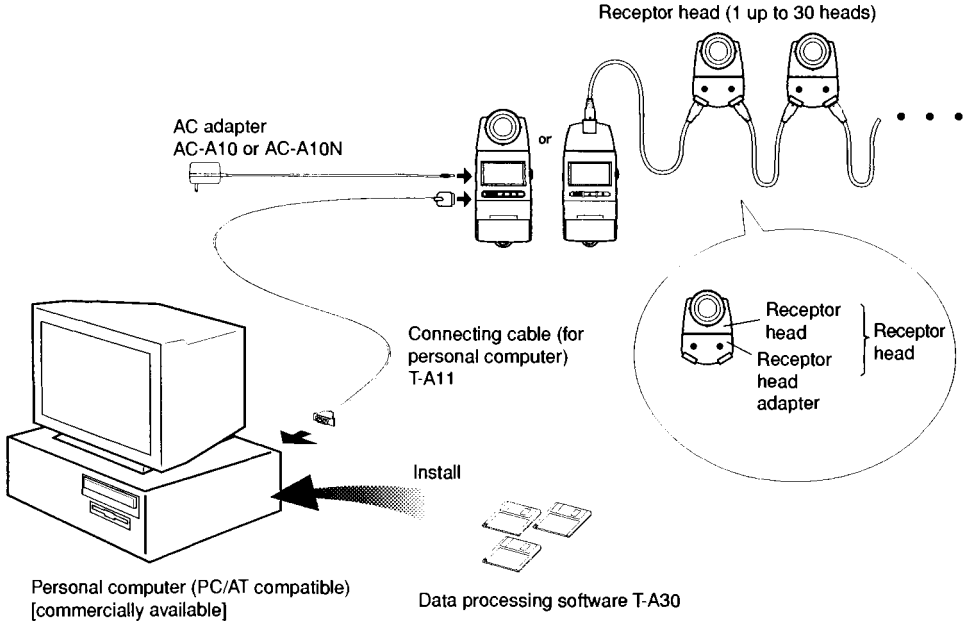 Receptor head (1 up to 30 heads)
AC adapter
AC-A10 or AC-A10N
or
Connecting cable (for
personal computer)
T-A11
Receptor
head
Receptor
head
adapter
Receptor
head
Install
Personal computer (PC/AT compatible)
[commercially available]
Data processing software T-A30